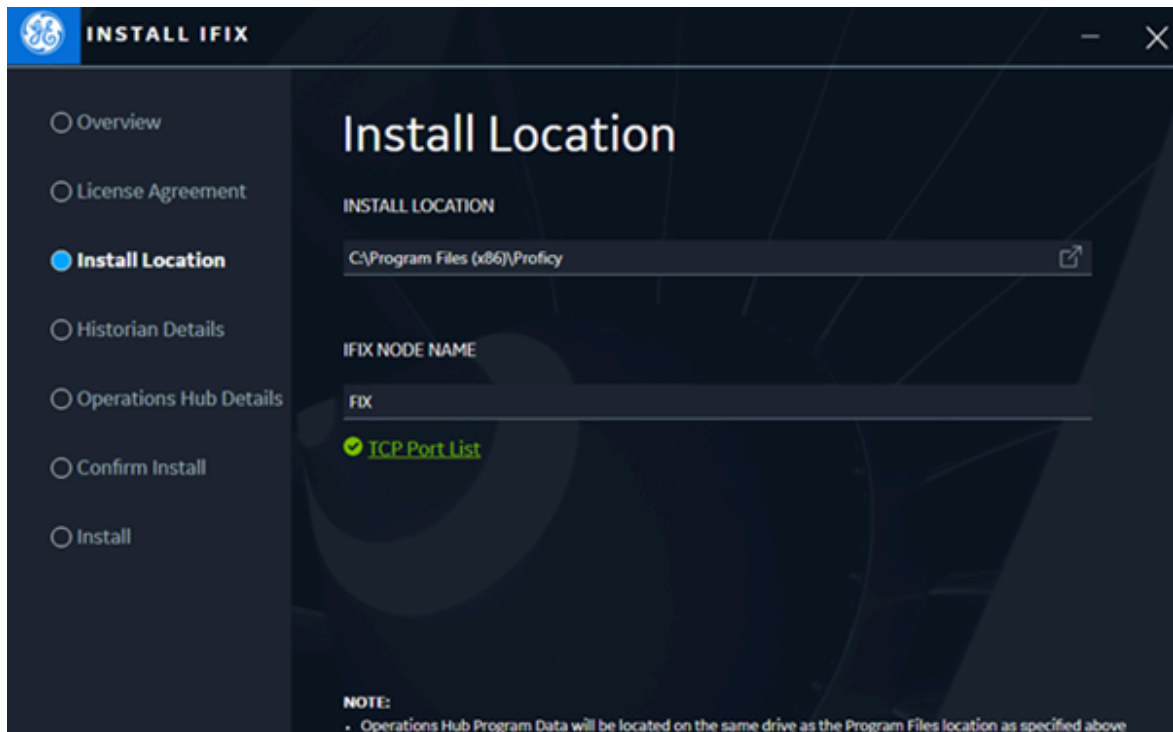 INSTALL IFIX
Overview
License Agreement
Install Location
Historian Details
Operations Hub Details
Confirm Install
Install
Install Location
INSTALL LOCATION
C:\Program Files (x86)\Proficy
IFIX NODE NAME
FIX
TCP Port List
NOTE:
• Operations Hub Program Data will be located on the same drive as the Program Files location as specified above